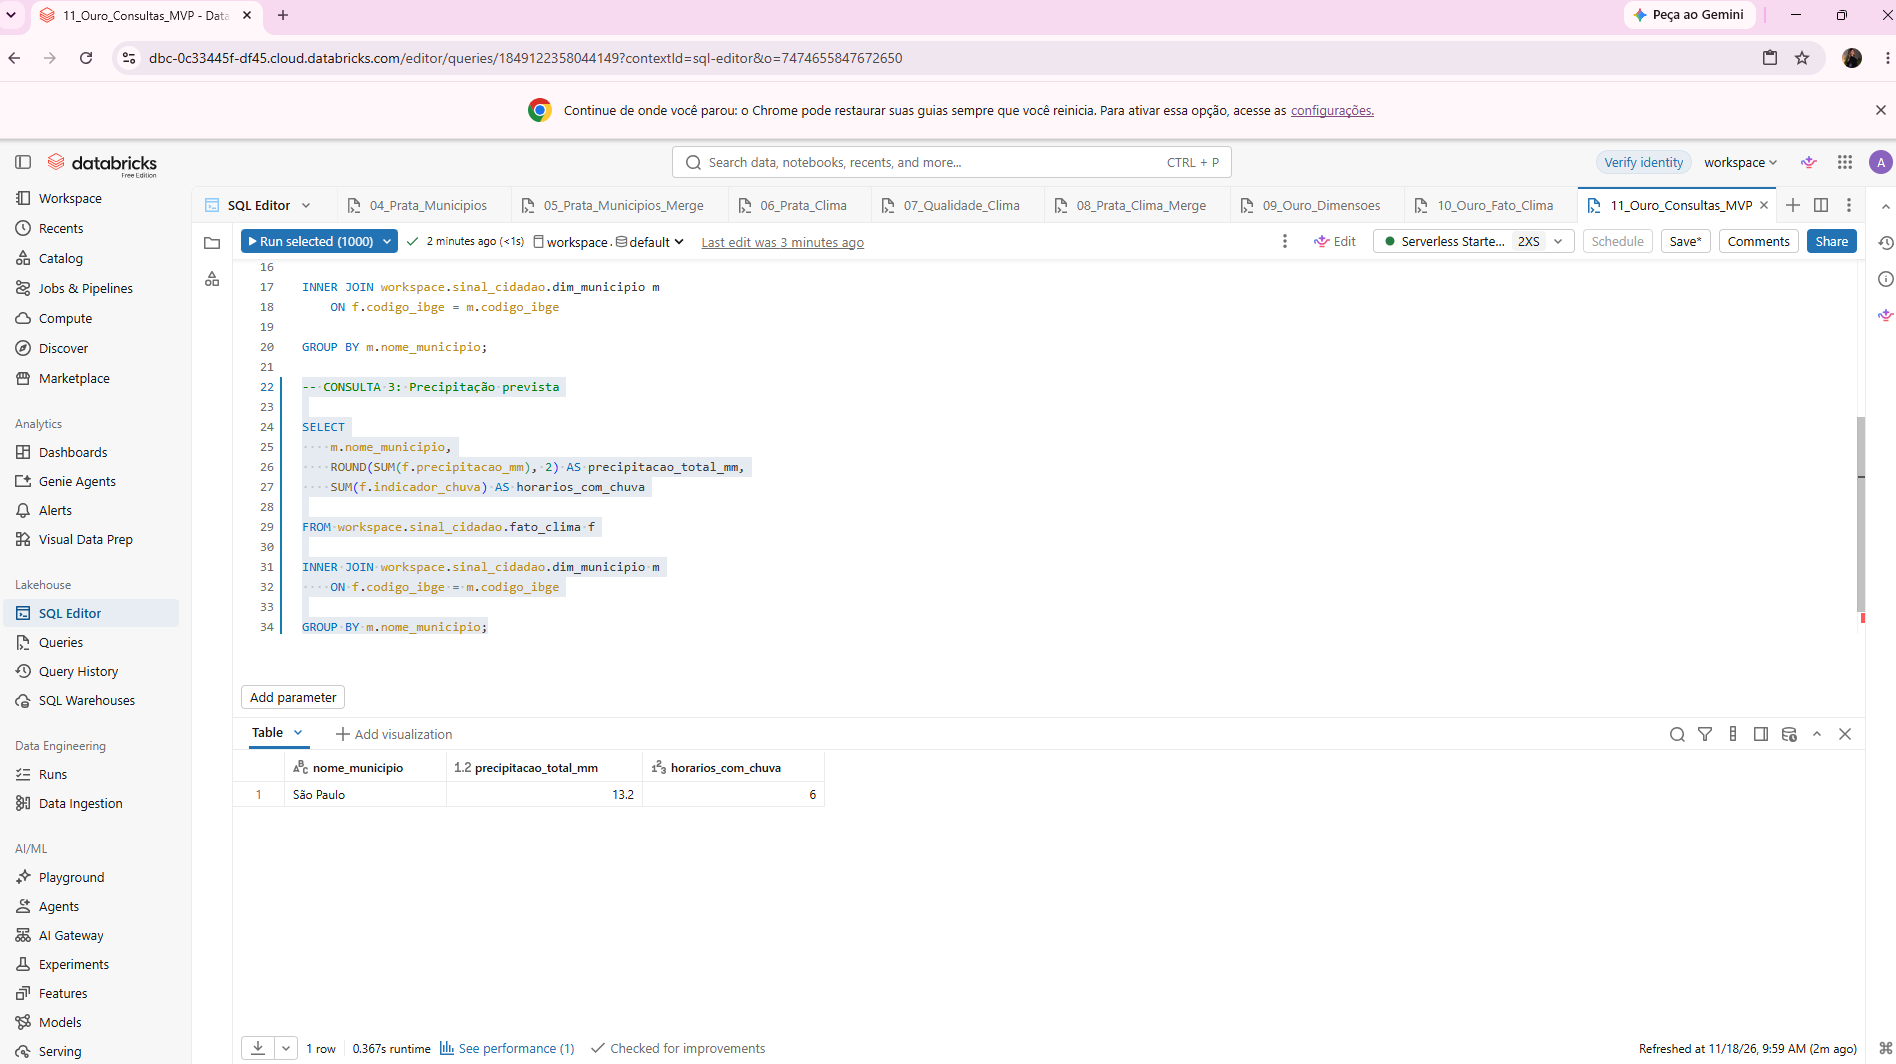 11_Ouro_Consultas_MVP - Data
Peça ao Gemini
dbc-0c33445f-df45.cloud.databricks.com/editor/queries/1849122358044149?contextId=sql-editor&o=7474655847672650
Continue de onde você parou: o Chrome pode restaurar suas guias sempre que você reinicia. Para ativar essa opção, acesse as configurações.
databricks
Free Edition
Search data, notebooks, recents, and more...
CTRL + P
Verify identity
workspace
A
Workspace
Recents
Catalog
Jobs & Pipelines
Compute
Discover
Marketplace
Analytics
Dashboards
Genie Agents
Alerts
Visual Data Prep
Lakehouse
SQL Editor
Queries
Query History
SQL Warehouses
Data Engineering
Runs
Data Ingestion
AI/ML
Playground
Agents
AI Gateway
Experiments
Features
Models
Serving
SQL Editor
04_Prata_Municipios
05_Prata_Municipios_Merge
06_Prata_Clima
07_Qualidade_Clima
08_Prata_Clima_Merge
09_Ouro_Dimensoes
10_Ouro_Fato_Clima
11_Ouro_Consultas_MVP
Run selected (1000)
2 minutes ago (<1s)
workspace . default
Last edit was 3 minutes ago
Edit
Serverless Starte... 2XS
Schedule
Save*
Comments
Share
16
17 INNER JOIN workspace.sinal_cidadao.dim_municipio m
18 ON f.codigo_ibge = m.codigo_ibge
19
20 GROUP BY m.nome_municipio;
21
22 -- CONSULTA 3: Precipitação prevista
23
24 SELECT
25 m.nome_municipio,
26 ROUND(SUM(f.precipitacao_mm), 2) AS precipitacao_total_mm,
27 SUM(f.indicador_chuva) AS horarios_com_chuva
28
29 FROM workspace.sinal_cidadao.fato_clima f
30
31 INNER JOIN workspace.sinal_cidadao.dim_municipio m
32 ON f.codigo_ibge = m.codigo_ibge
33
34 GROUP BY m.nome_municipio;
Add parameter
Table
Add visualization
nome_municipio
1.2 precipitacao_total_mm
horarios_com_chuva
1 São Paulo 13.2 6
1 row
0.367s runtime
See performance (1)
Checked for improvements
Refreshed at 11/18/26, 9:59 AM (2m ago)